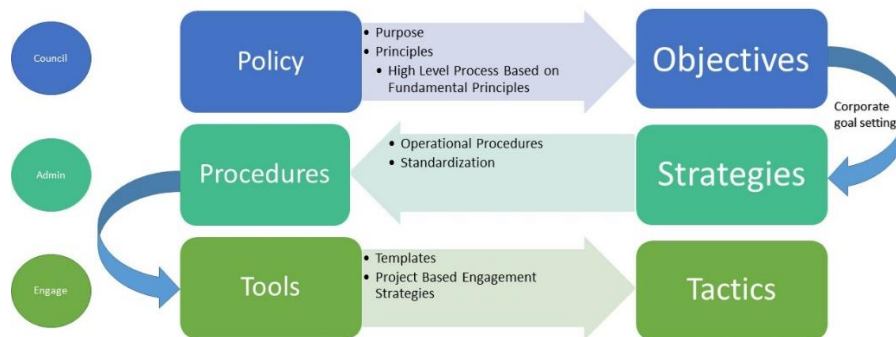 Council
Policy
• Purpose
• Principles
• High Level Process Based on
Fundamental Principles
Objectives
Corporate
goal setting
Admin
Procedures
• Operational Procedures
• Standardization
Strategies
Engage
Tools
• Templates
• Project Based Engagement
Strategies
Tactics